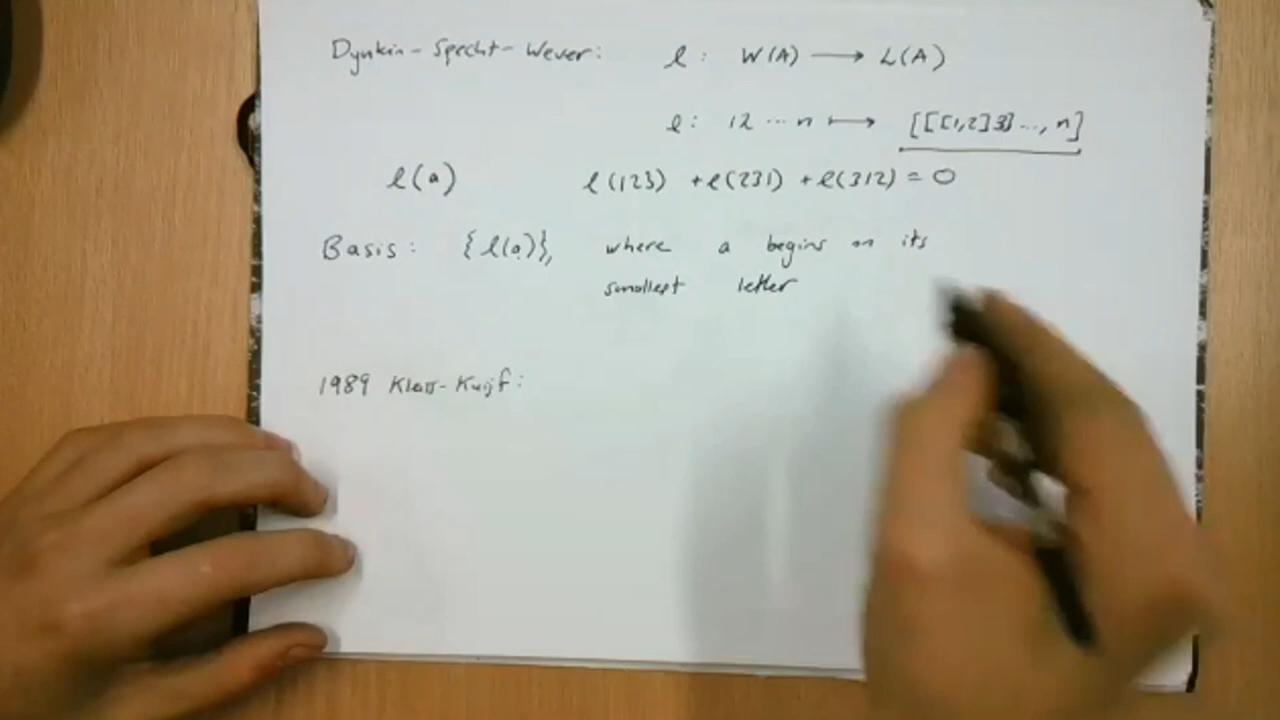 Dynkin - Specht - Wever: ℓ: W(A) ⟶ L(A)
ℓ: 12 ... n ⟼ [[[1,2]3]..., n]
ℓ(a) ℓ(123) + ℓ(231) + ℓ(312) = 0
Basis: {ℓ(a)}, where a begins on its
smallest letter
1989 Kleiss-Kuijf: